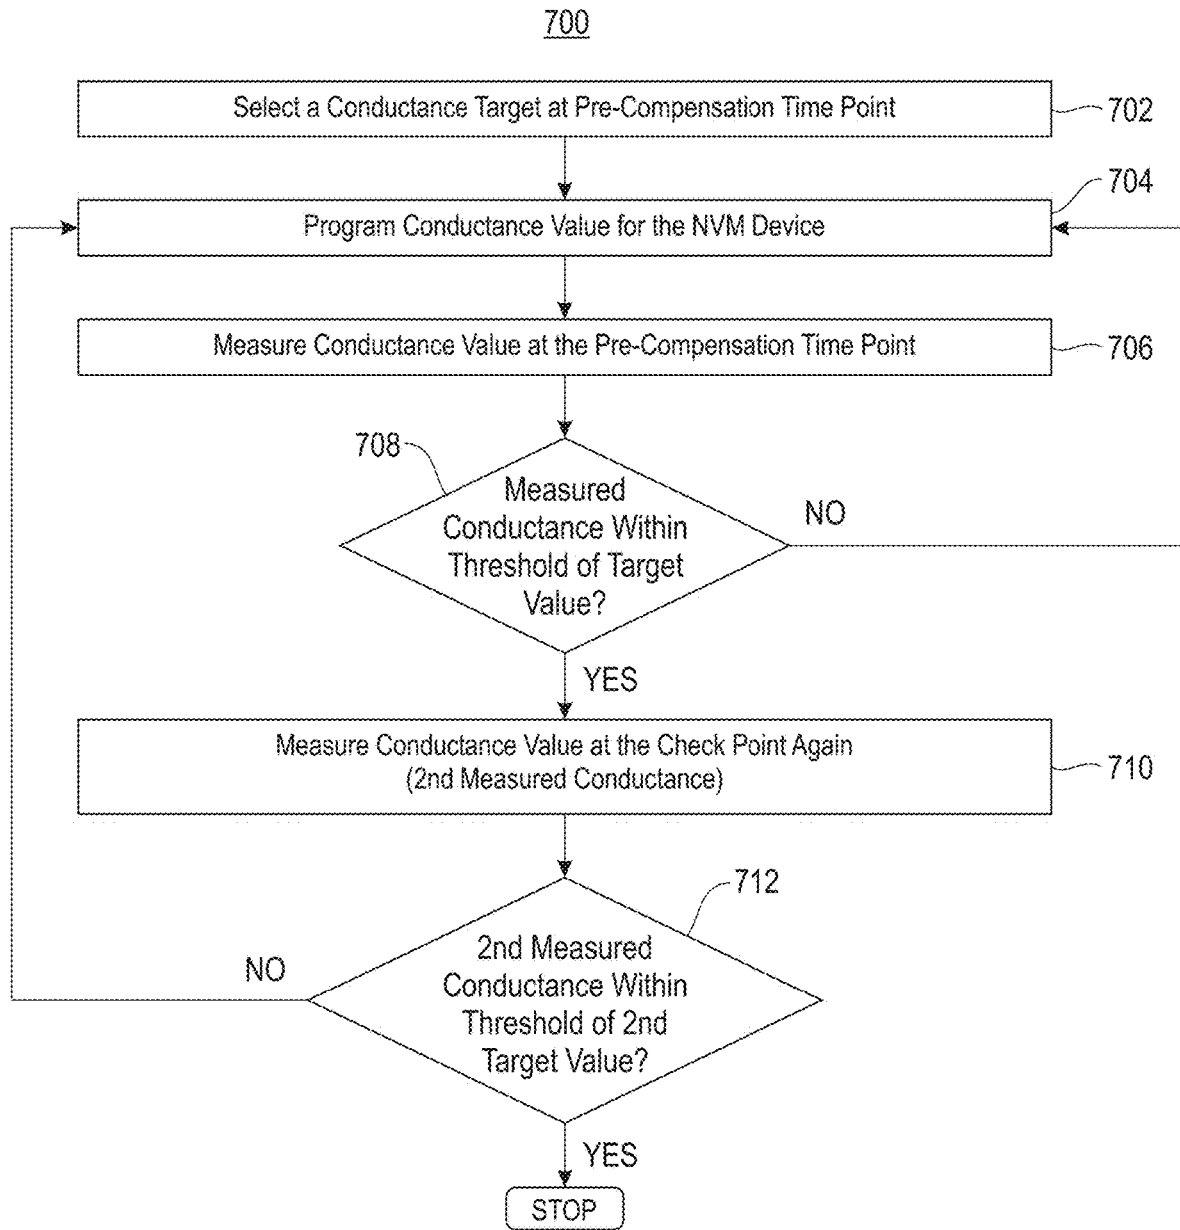 700
Select a Conductance Target at Pre-Compensation Time Point
702
704
Program Conductance Value for the NVM Device
Measure Conductance Value at the Pre-Compensation Time Point
706
708
Measured
Conductance Within
Threshold of Target
Value?
NO
YES
Measure Conductance Value at the Check Point Again
(2nd Measured Conductance)
710
712
2nd Measured
Conductance Within
Threshold of 2nd
Target Value?
NO
YES
STOP